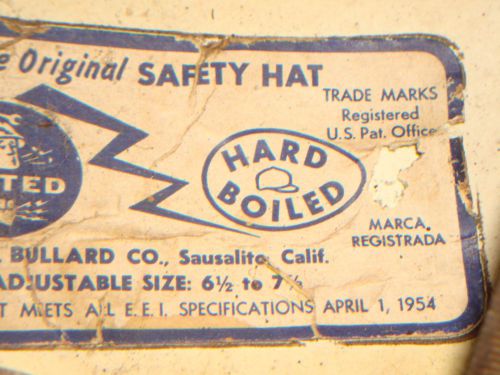 e Original SAFETY HAT
TRADE MARKS
Registered
U.S. Pat. Office
TED
HARD
BOILED
MARCA
REGISTRADA
. BULLARD CO., Sausalito, Calif.
ADJUSTABLE SIZE: 6½ to 7
T MEETS ALL E.E.I. SPECIFICATIONS APRIL 1, 1954